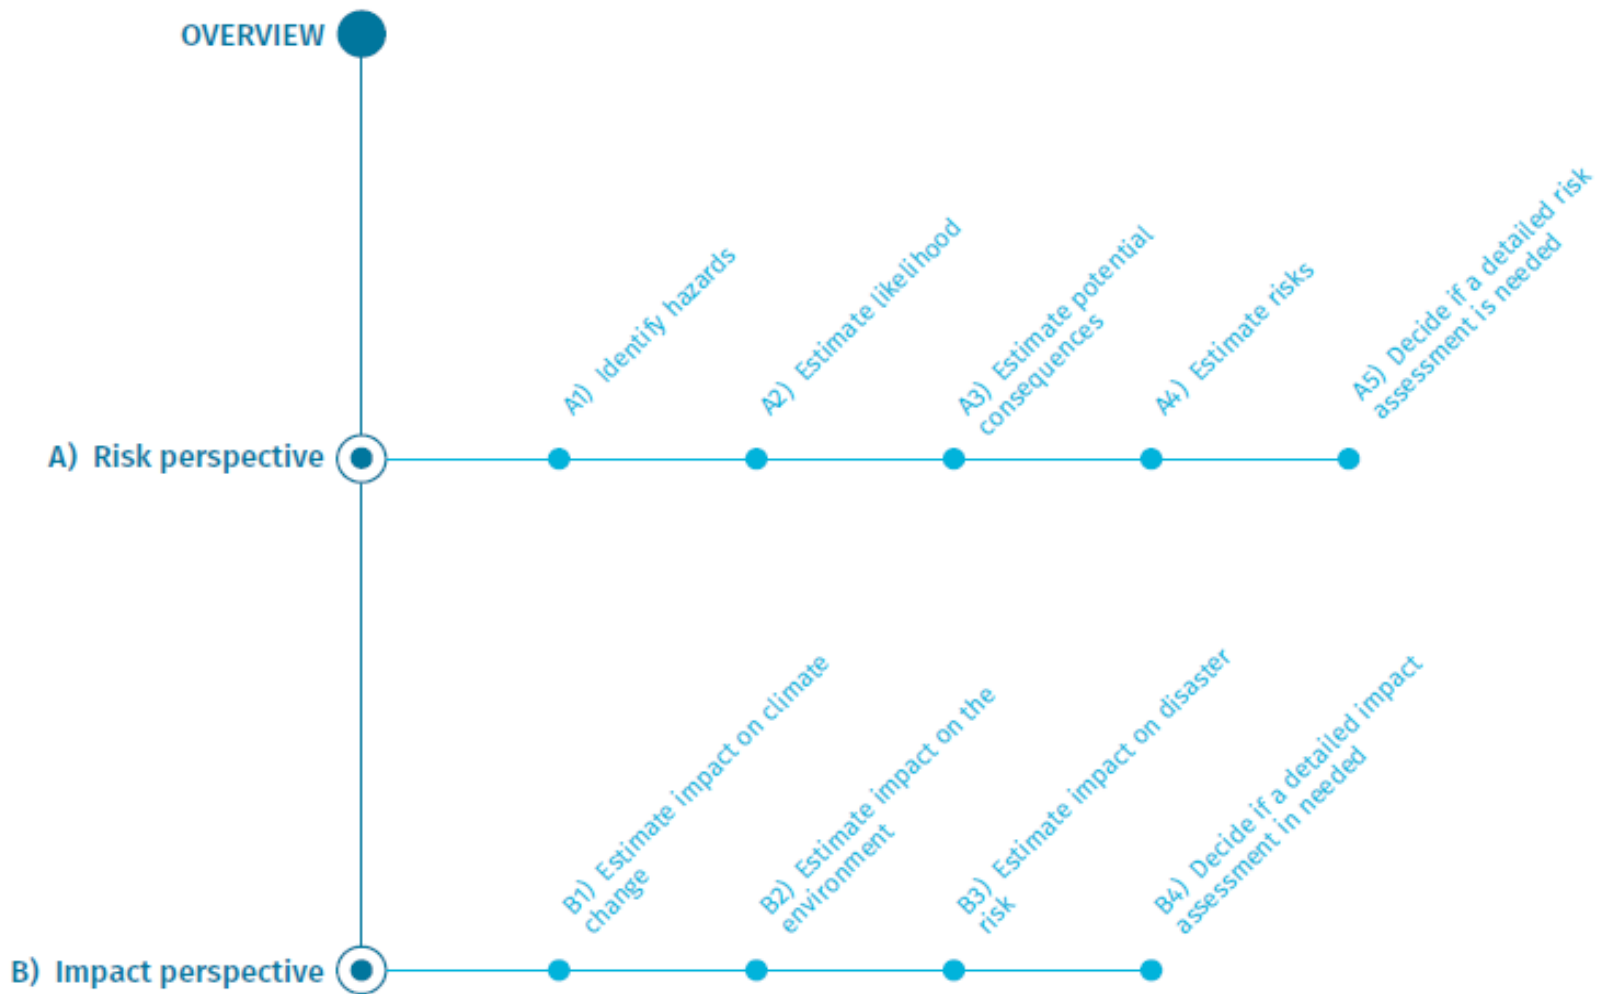 OVERVIEW
A) Risk perspective
A1) Identify hazards
A2) Estimate likelihood
A3) Estimate potential
consequences
A4) Estimate risks
A5) Decide if a detailed risk
assessment is needed
B) Impact perspective
B1) Estimate impact on climate
change
B2) Estimate impact on the
environment
B3) Estimate impact on disaster
risk
B4) Decide if a detailed impact
assessment in needed